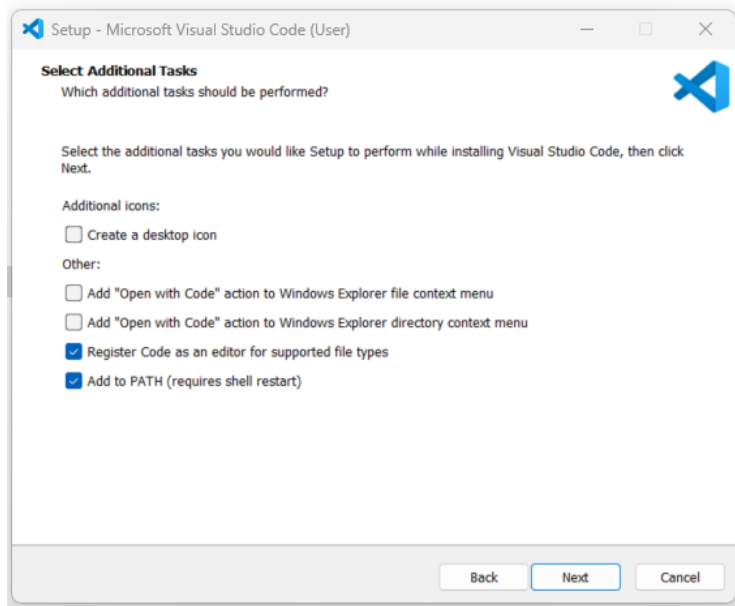 Setup - Microsoft Visual Studio Code (User)
Select Additional Tasks
Which additional tasks should be performed?
Select the additional tasks you would like Setup to perform while installing Visual Studio Code, then click
Next.
Additional icons:
Create a desktop icon
Other:
Add "Open with Code" action to Windows Explorer file context menu
Add "Open with Code" action to Windows Explorer directory context menu
Register Code as an editor for supported file types
Add to PATH (requires shell restart)
Back Next Cancel